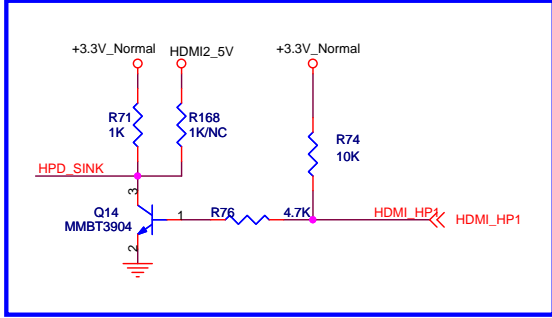 +3.3V_Normal
HDMI2_5V
+3.3V_Normal
R71
1K
R168
1K/NC
R74
10K
HPD_SINK
3
Q14
MMBT3904
1
R76
4.7K
HDMI_HP1
HDMI_HP1
2